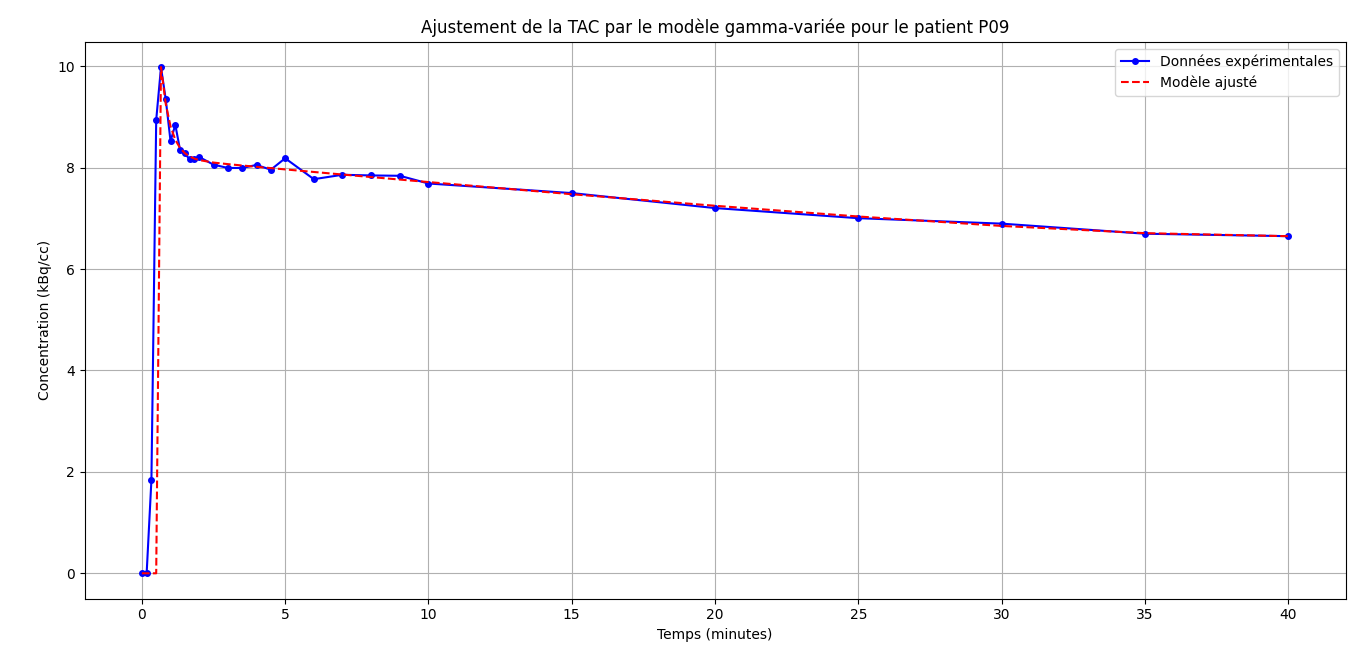 Ajustement de la TAC par le modèle gamma-variée pour le patient P09
Données expérimentales
Modèle ajusté
Concentration (kBq/cc)
10
8
6
4
2
0
0 5 10 15 20 25 30 35 40
Temps (minutes)